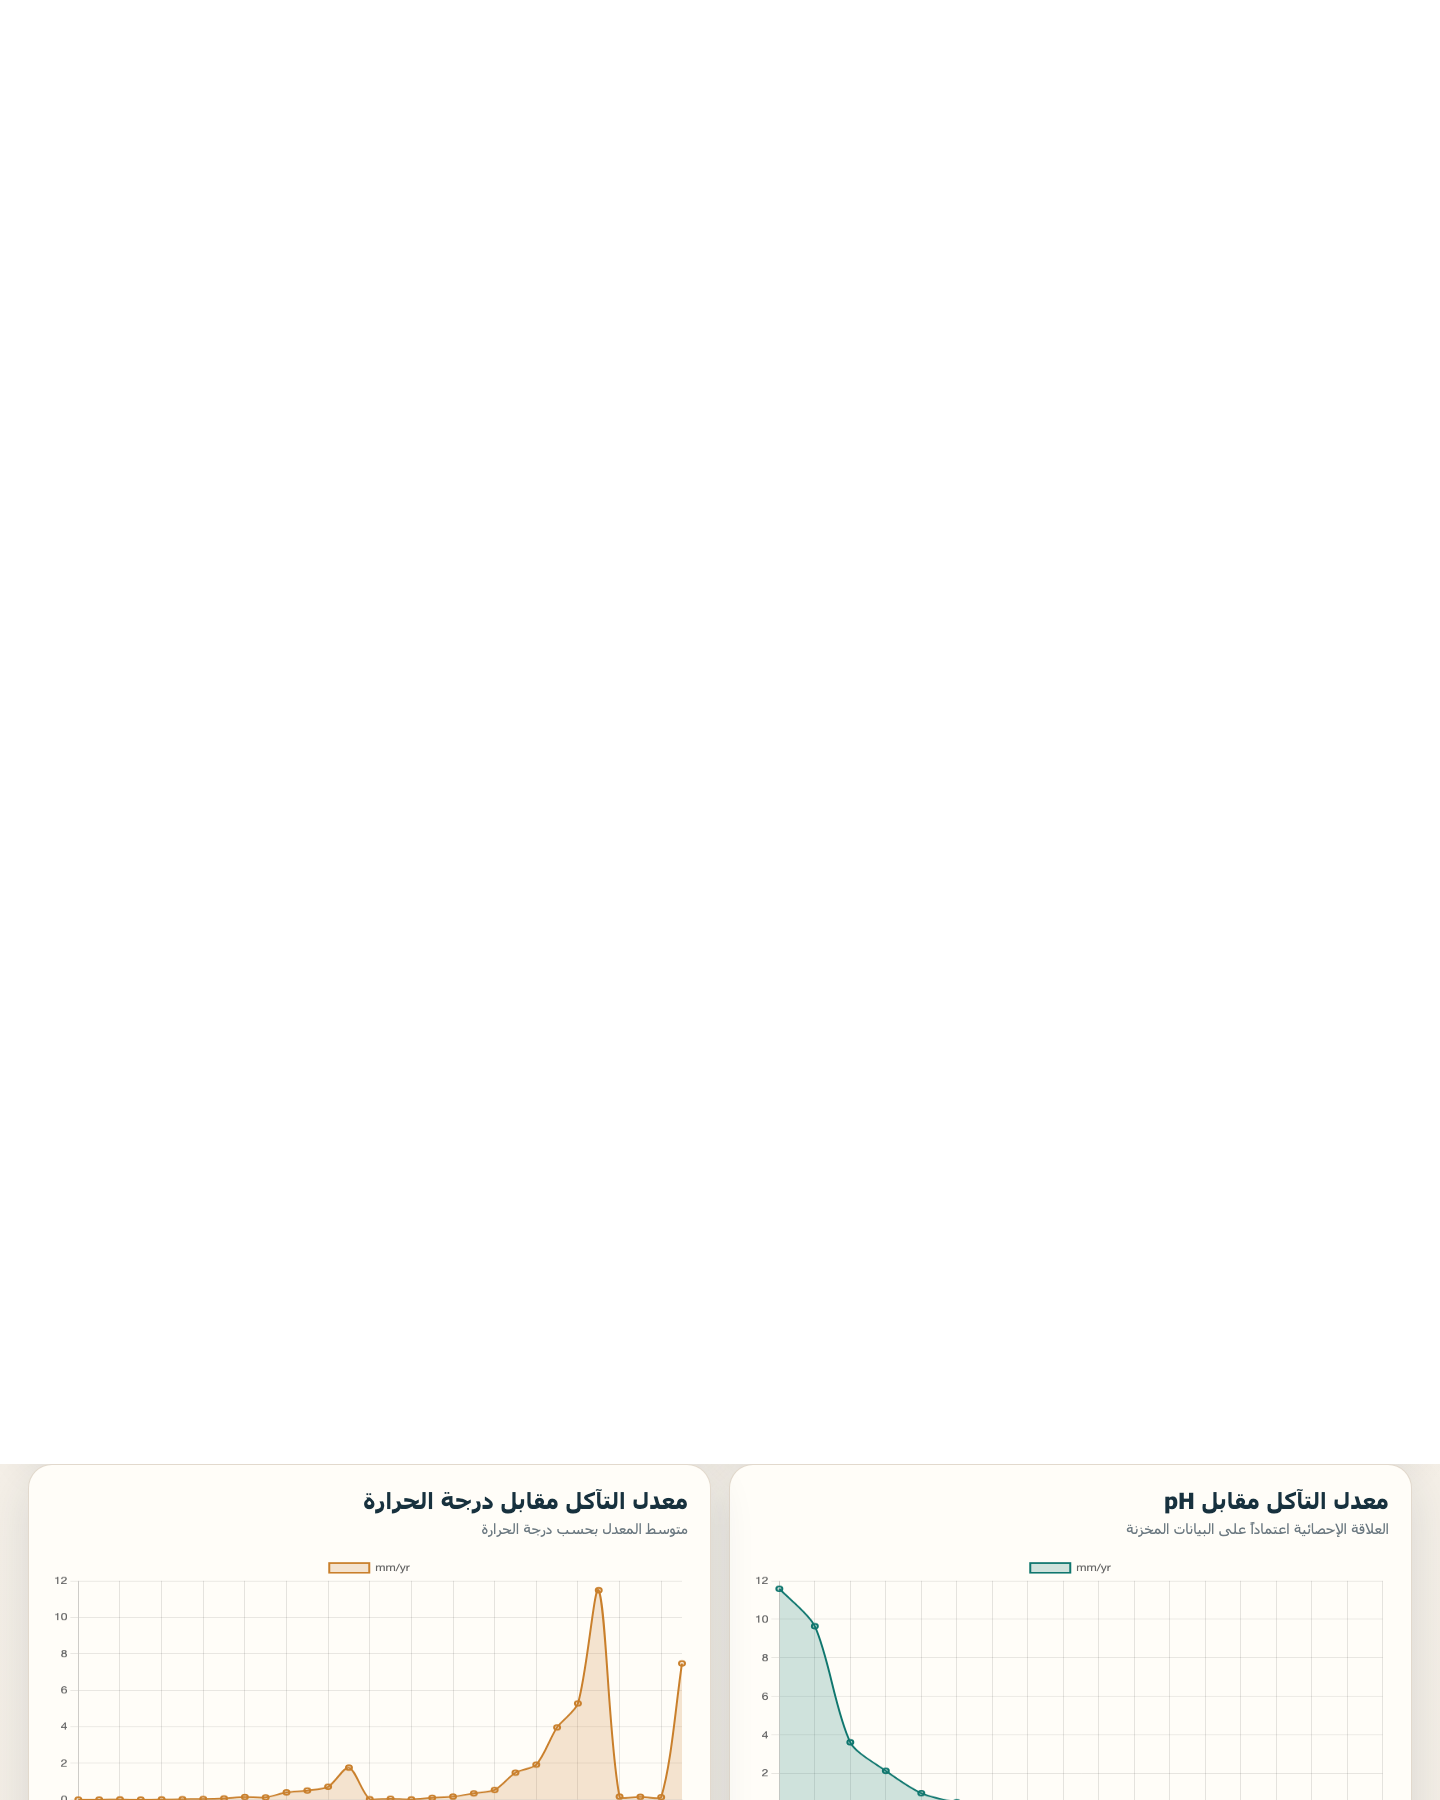 معدل التآكل مقابل pH
العلاقة الإحصائية اعتماداً على البيانات المخزنة
mm/yr
12
10
8
6
4
2
معدل التآكل مقابل درجة الحرارة
متوسط المعدل بحسب درجة الحرارة
mm/yr
12
10
8
6
4
2
0